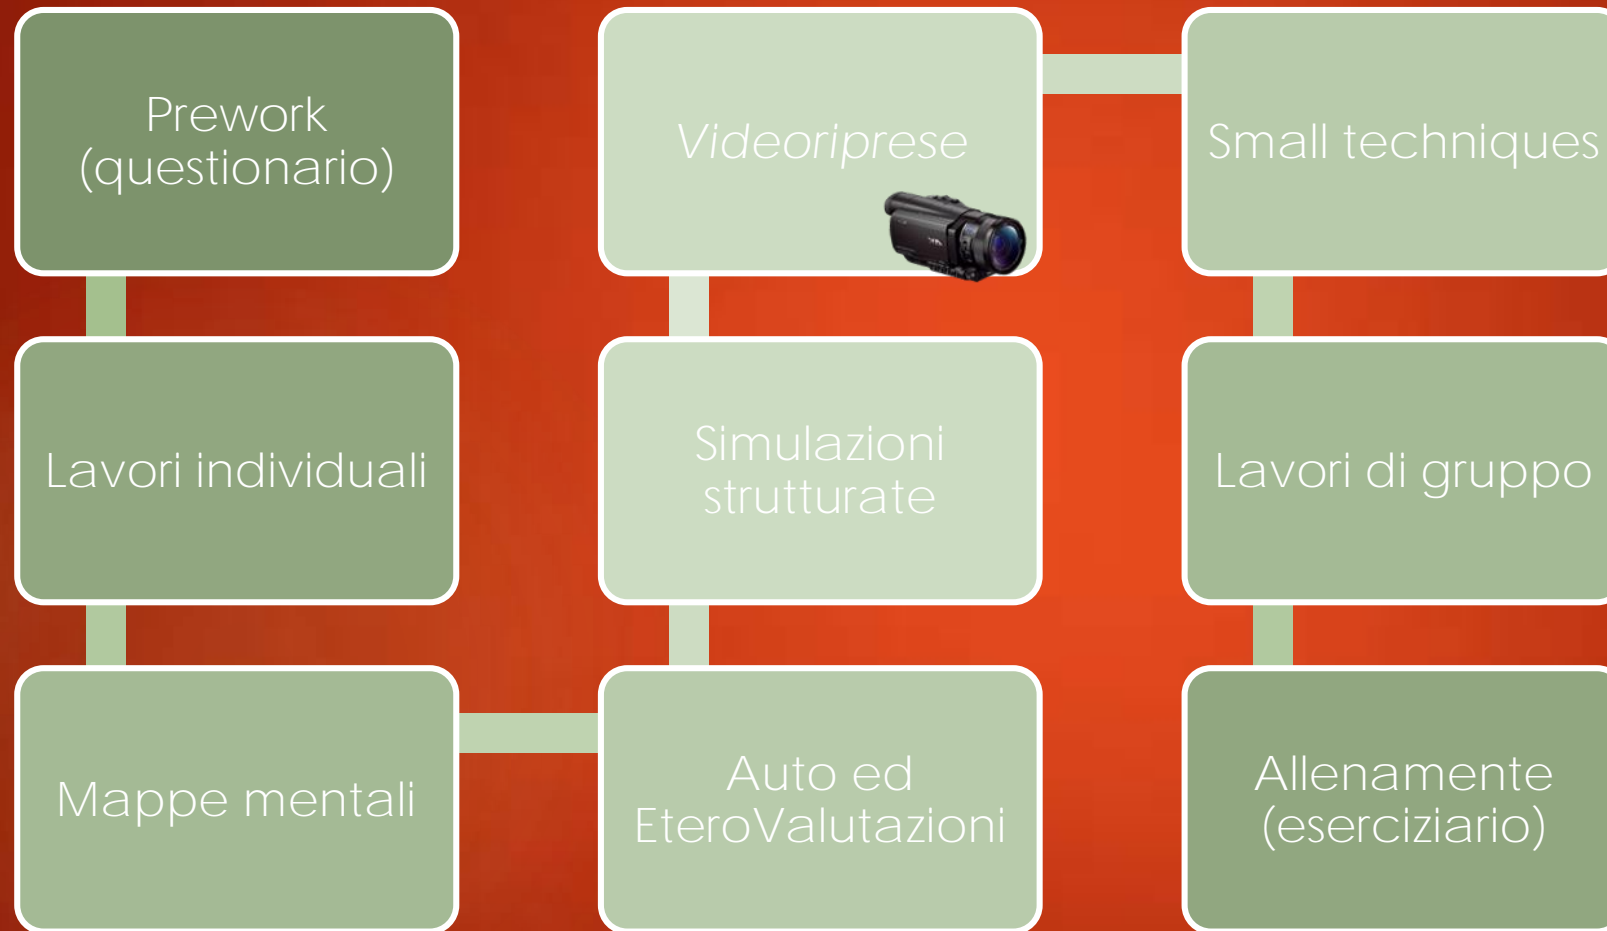 Prework
(questionario)
Lavori individuali
Mappe mentali
Auto ed
EteroValutazioni
Simulazioni
strutturate
Videoriprese
Small techniques
Lavori di gruppo
Allenamente
(eserciziario)